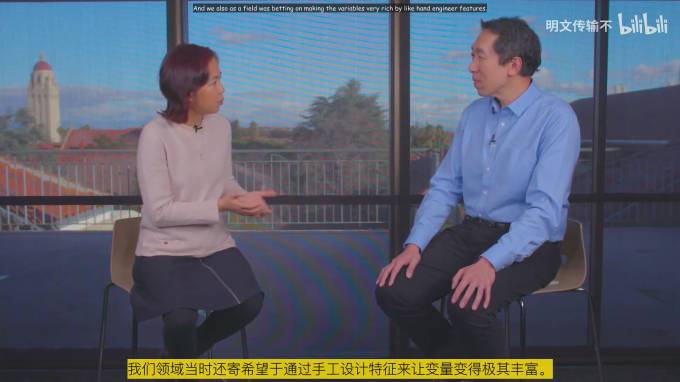 And we also as a field was betting on making the variables very rich by like hand engineer features
明文传输不 bilibili
我们领域当时还寄希望于通过手工设计特征来让变量变得极其丰富。